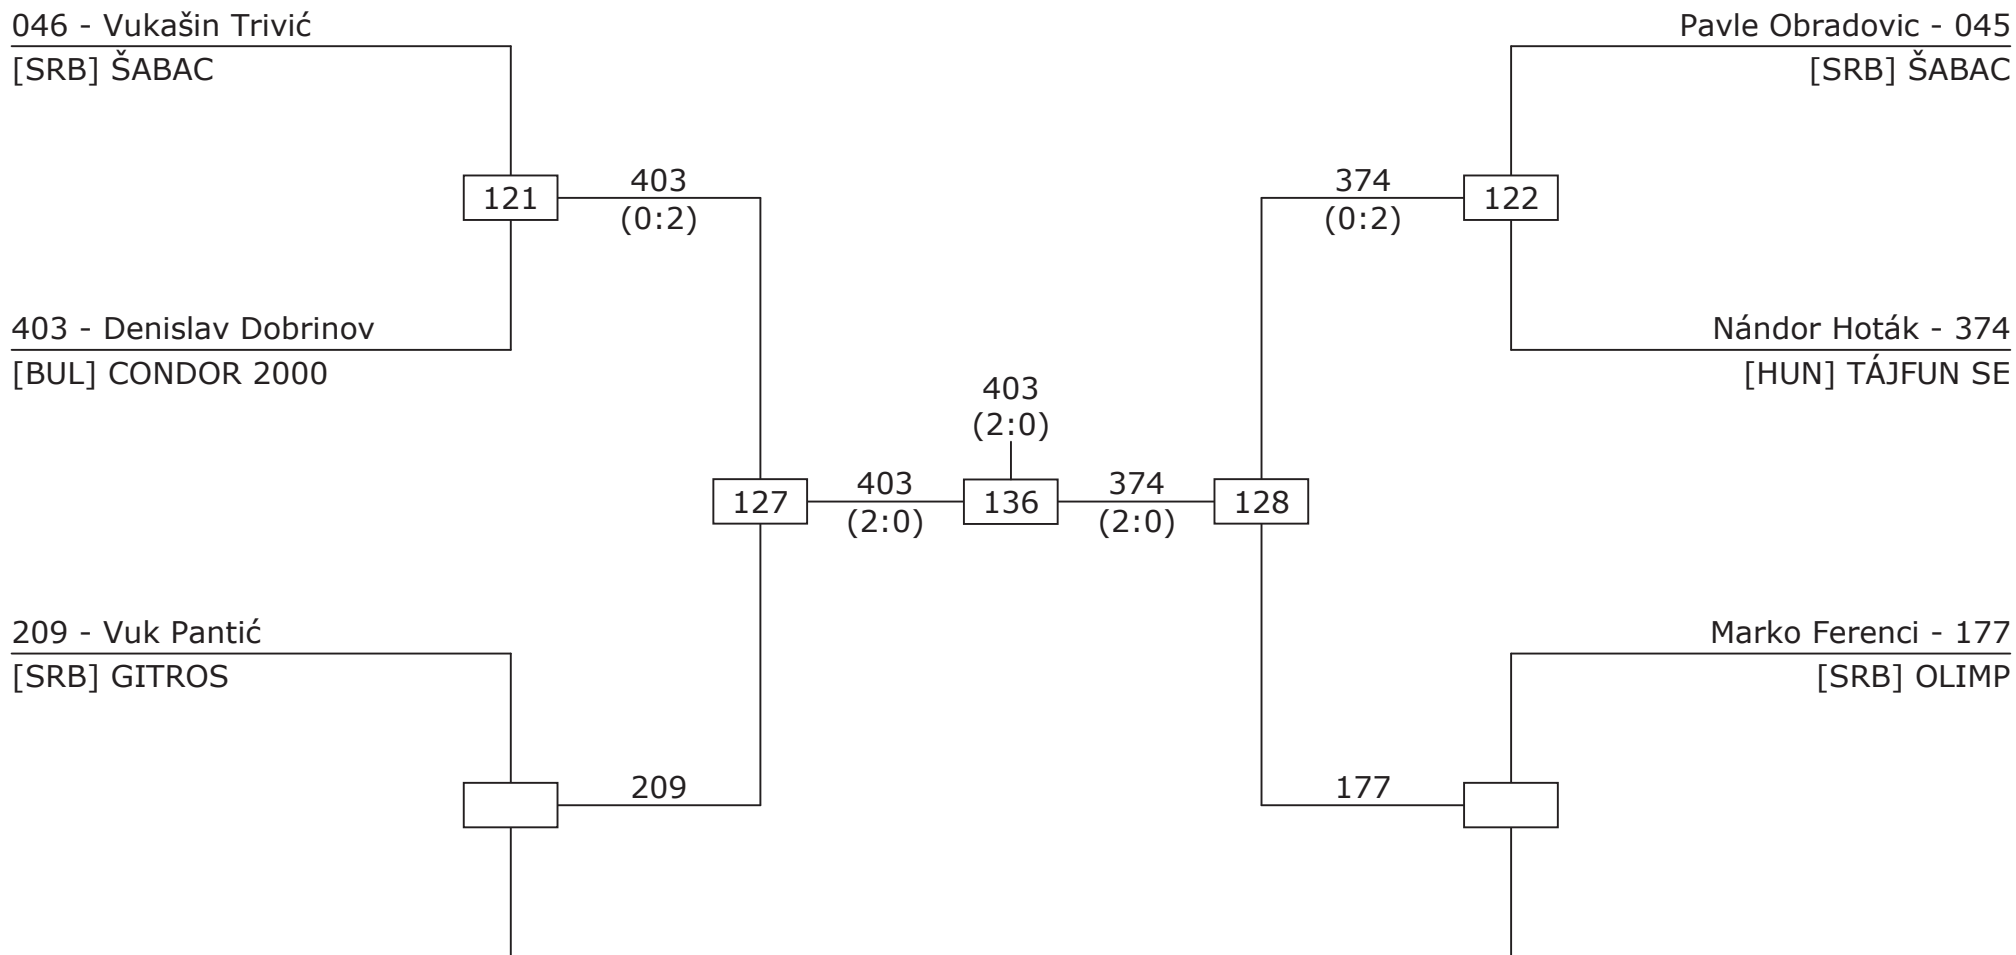 046 - Vukašin Trivić
[SRB] ŠABAC
Pavle Obradovic - 045
[SRB] ŠABAC
121
403
(0:2)
374
(0:2)
122
403 - Denislav Dobrinov
[BUL] CONDOR 2000
Nándor Hoták - 374
[HUN] TÁJFUN SE
403
(2:0)
127
403
(2:0)
136
374
(2:0)
128
209 - Vuk Pantić
[SRB] GITROS
Marko Ferenci - 177
[SRB] OLIMP
209
177